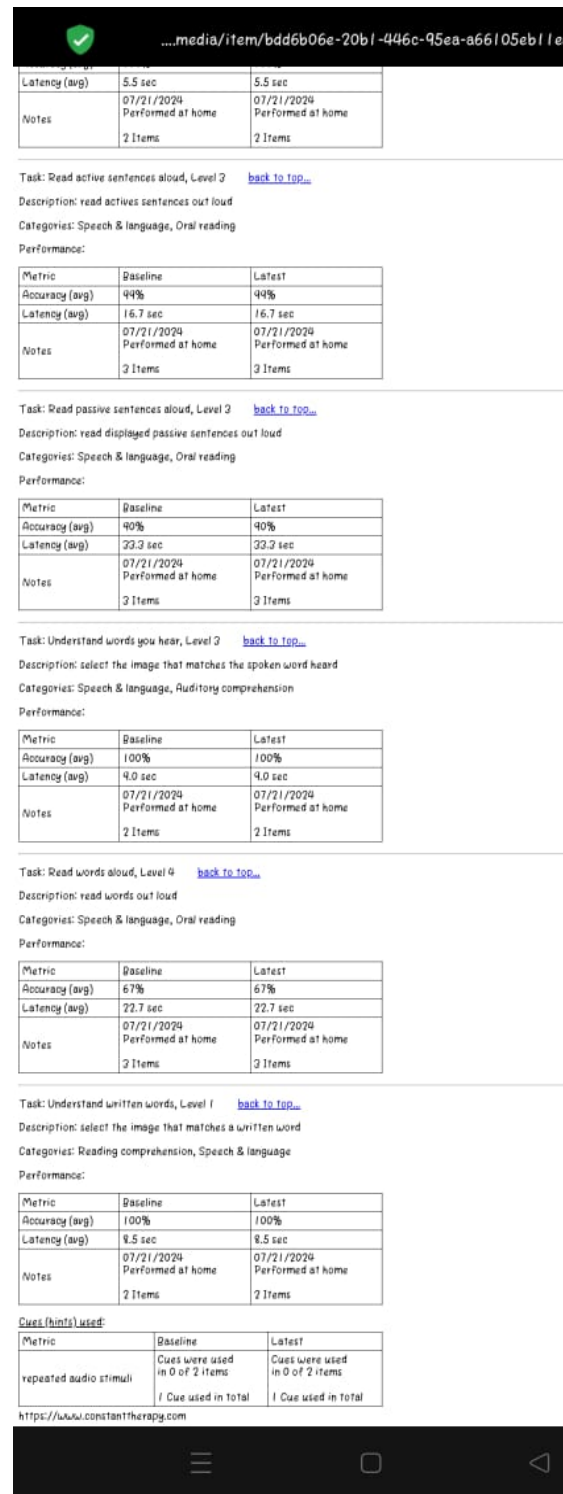 ....media/item/bdd6b06e-20b1-446c-95ea-a66105eb11e
Latency (avg) 5.5 sec 5.5 sec
Notes 07/21/2024 Performed at home 2 Items 07/21/2024 Performed at home 2 Items
Task: Read active sentences aloud, Level 3 back to top...
Description: read actives sentences out loud
Categories: Speech & language, Oral reading
Performance:
Metric Baseline Latest
Accuracy (avg) 99% 99%
Latency (avg) 16.7 sec 16.7 sec
Notes 07/21/2024 Performed at home 3 Items 07/21/2024 Performed at home 3 Items
Task: Read passive sentences aloud, Level 3 back to top...
Description: read displayed passive sentences out loud
Categories: Speech & language, Oral reading
Performance:
Metric Baseline Latest
Accuracy (avg) 90% 90%
Latency (avg) 33.3 sec 33.3 sec
Notes 07/21/2024 Performed at home 3 Items 07/21/2024 Performed at home 3 Items
Task: Understand words you hear, Level 3 back to top...
Description: select the image that matches the spoken word heard
Categories: Speech & language, Auditory comprehension
Performance:
Metric Baseline Latest
Accuracy (avg) 100% 100%
Latency (avg) 9.0 sec 9.0 sec
Notes 07/21/2024 Performed at home 2 Items 07/21/2024 Performed at home 2 Items
Task: Read words aloud, Level 4 back to top...
Description: read words out loud
Categories: Speech & language, Oral reading
Performance:
Metric Baseline Latest
Accuracy (avg) 67% 67%
Latency (avg) 22.7 sec 22.7 sec
Notes 07/21/2024 Performed at home 3 Items 07/21/2024 Performed at home 3 Items
Task: Understand written words, Level 1 back to top...
Description: select the image that matches a written word
Categories: Reading comprehension, Speech & language
Performance:
Metric Baseline Latest
Accuracy (avg) 100% 100%
Latency (avg) 8.5 sec 8.5 sec
Notes 07/21/2024 Performed at home 2 Items 07/21/2024 Performed at home 2 Items
Cues (hints) used:
Metric Baseline Latest
repeated audio stimuli Cues were used in 0 of 2 items 1 Cue used in total Cues were used in 0 of 2 items 1 Cue used in total
https://www.constanttherapy.com